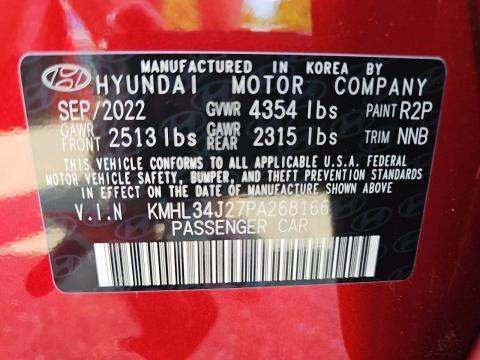 MANUFACTURED IN KOREA BY
HYUNDAI MOTOR COMPANY
SEP/2022 GVWR 4354 lbs PAINT R2P
GAWR FRONT 2513 lbs GAWR REAR 2315 lbs TRIM NNB
THIS VEHICLE CONFORMS TO ALL APPLICABLE U.S.A. FEDERAL
MOTOR VEHICLE SAFETY, BUMPER, AND THEFT PREVENTION STANDARDS
IN EFFECT ON THE DATE OF MANUFACTURE SHOWN ABOVE
V.I.N KMHL34J27PA268166
PASSENGER CAR